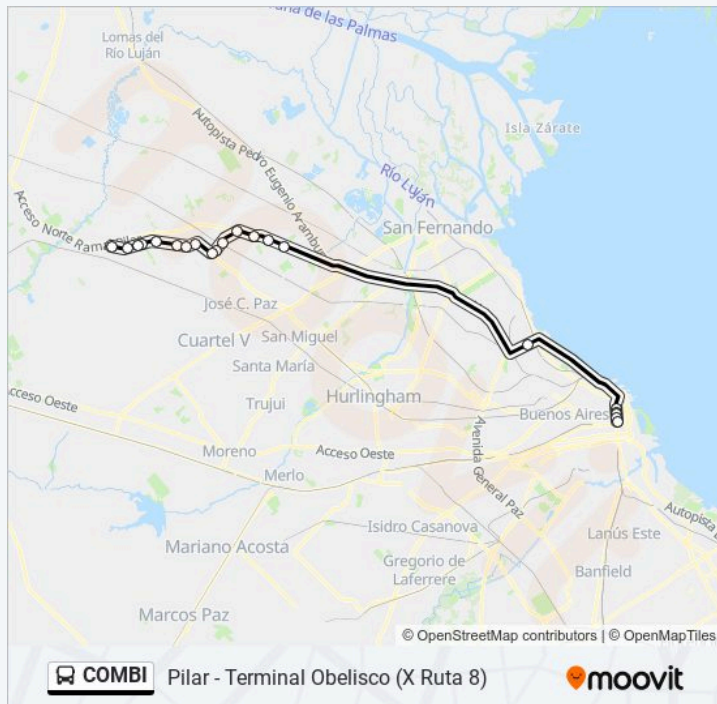 una de las Palmas
Lomas del
Río Luján
Isla Zárate
Autopista Pedro Eugenio Aramburu
Río Luján
San Fernando
Acceso Norte Ramal Pilar
José C. Paz
San Miguel
Cuartel V
Santa María
Hurlingham
Trujui
Buenos Aires
Acceso Oeste
Moreno
Acceso Oeste
Merlo
Avenida General Paz
Autopista
Isidro Casanova
Lanús Este
Mariano Acosta
Gregorio de
Laferrere
Banfield
Marcos Paz
© OpenStreetMap contributors | © OpenMapTiles
COMBI
Pilar - Terminal Obelisco (X Ruta 8)
moovit